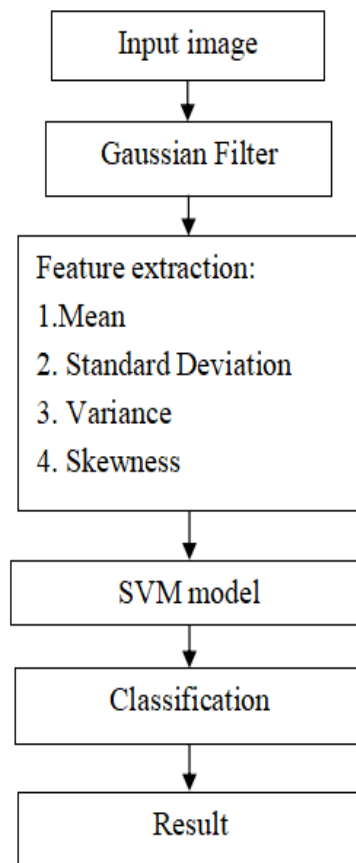 Input image
Gaussian Filter
Feature extraction:
1.Mean
2. Standard Deviation
3. Variance
4. Skewness
SVM model
Classification
Result